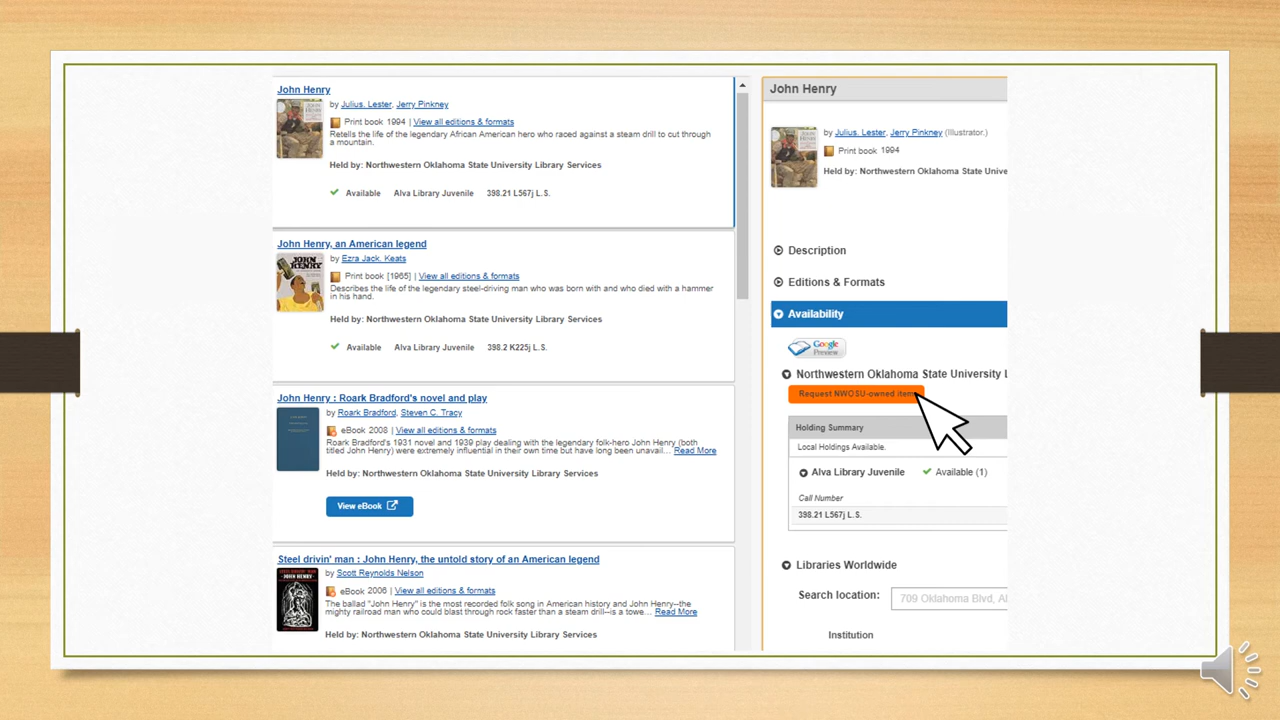 John Henry
by Julius. Lester, Jerry Pinkney
Print book 1994 | View all editions & formats
Retells the life of the legendary African American hero who raced against a steam drill to cut through
a mountain.
Held by: Northwestern Oklahoma State University Library Services
Available Alva Library Juvenile 398.21 L567j L.S.
John Henry, an American legend
by Ezra Jack. Keats
JOHN HENRY
Print book [1965] | View all editions & formats
Describes the life of the legendary steel-driving man who was born with and who died with a hammer
in his hand.
Held by: Northwestern Oklahoma State University Library Services
Available Alva Library Juvenile 398.2 K225j L.S.
John Henry : Roark Bradford's novel and play
by Roark Bradford, Steven C. Tracy
eBook 2008 | View all editions & formats
Roark Bradford's 1931 novel and 1939 play dealing with the legendary folk-hero John Henry (both
titled John Henry) were extremely influential in their own time but have long been unavail... Read More
Held by: Northwestern Oklahoma State University Library Services
View eBook
Steel drivin' man : John Henry, the untold story of an American legend
by Scott Reynolds Nelson
JOHN HENRY
eBook 2006 | View all editions & formats
The ballad "John Henry" is the most recorded folk song in American history and John Henry--the
mighty railroad man who could blast through rock faster than a steam drill--is a towe... Read More
Held by: Northwestern Oklahoma State University Library Services
John Henry
by Julius. Lester, Jerry Pinkney (Illustrator.)
Print book 1994
Held by: Northwestern Oklahoma State Unive
Description
Editions & Formats
Availability
Google
Preview
Northwestern Oklahoma State University L
Request NWOSU-owned item
Holding Summary
Local Holdings Available.
Alva Library Juvenile Available (1)
Call Number
398.21 L567j L.S.
Libraries Worldwide
Search location: 709 Oklahoma Blvd, Al
Institution